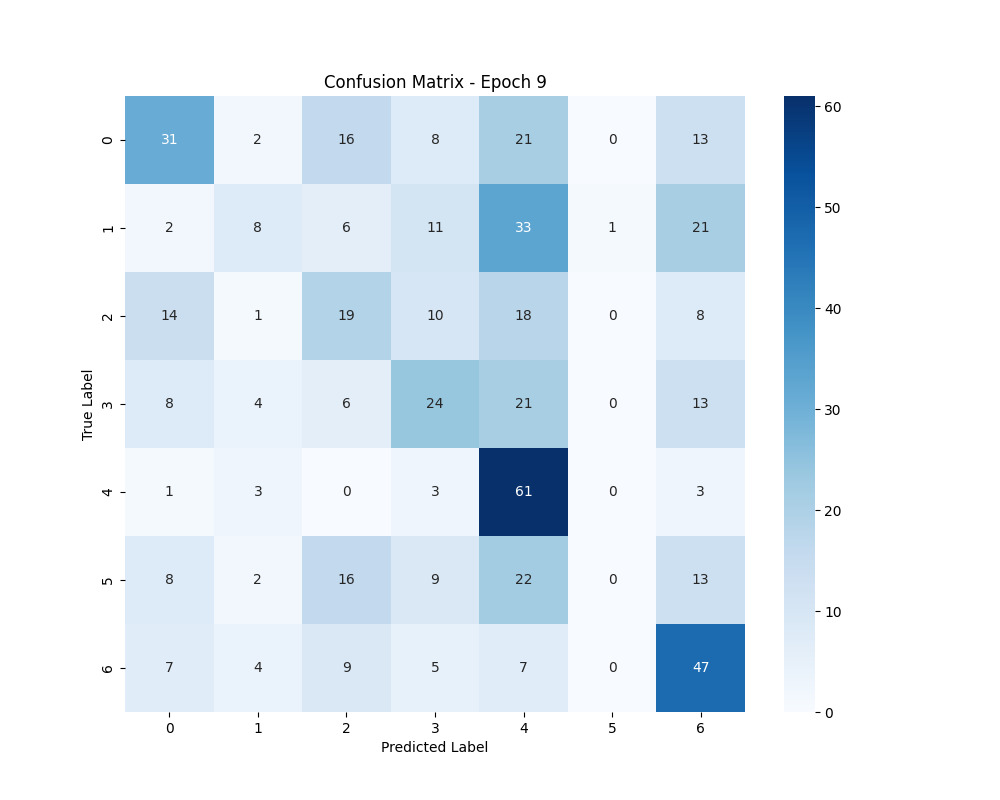 Confusion Matrix - Epoch 9
0 31 2 16 8 21 0 13
1 2 8 6 11 33 1 21
2 14 1 19 10 18 0 8
3 8 4 6 24 21 0 13
4 1 3 0 3 61 0 3
5 8 2 16 9 22 0 13
6 7 4 9 5 7 0 47
0 1 2 3 4 5 6
Predicted Label
True Label
60
50
40
30
20
10
0